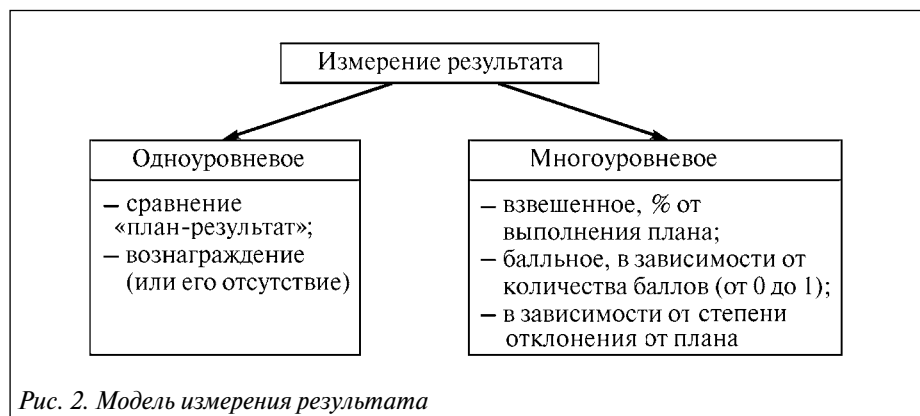 Измерение результата
Одноуровневое
– сравнение
«план-результат»;
– вознаграждение
(или его отсутствие)
Многоуровневое
– взвешенное, % от
выполнения плана;
– балльное, в зависимости от
количества баллов (от 0 до 1);
– в зависимости от степени
отклонения от плана
Рис. 2. Модель измерения результата